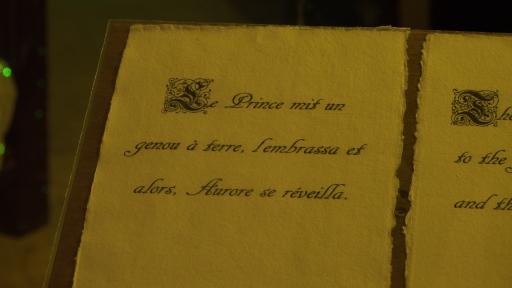 Le Prince mit un
genou à terre, l'embrassa et
alors, Aurore se réveilla.
to the
and th